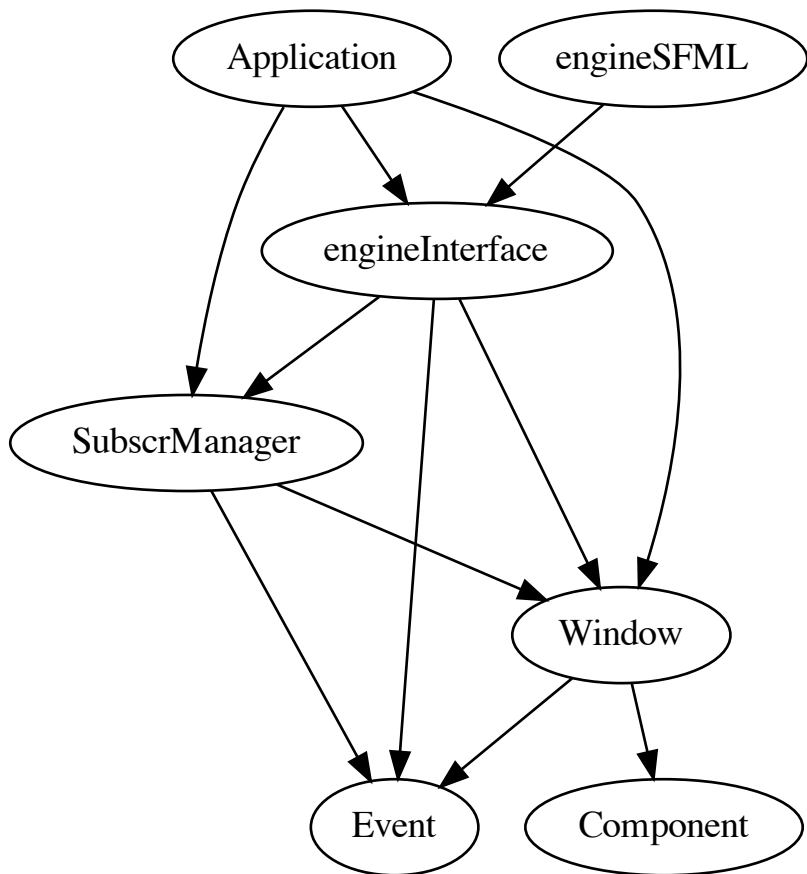 Application
engineSFML
engineInterface
SubscrManager
Window
Event
Component